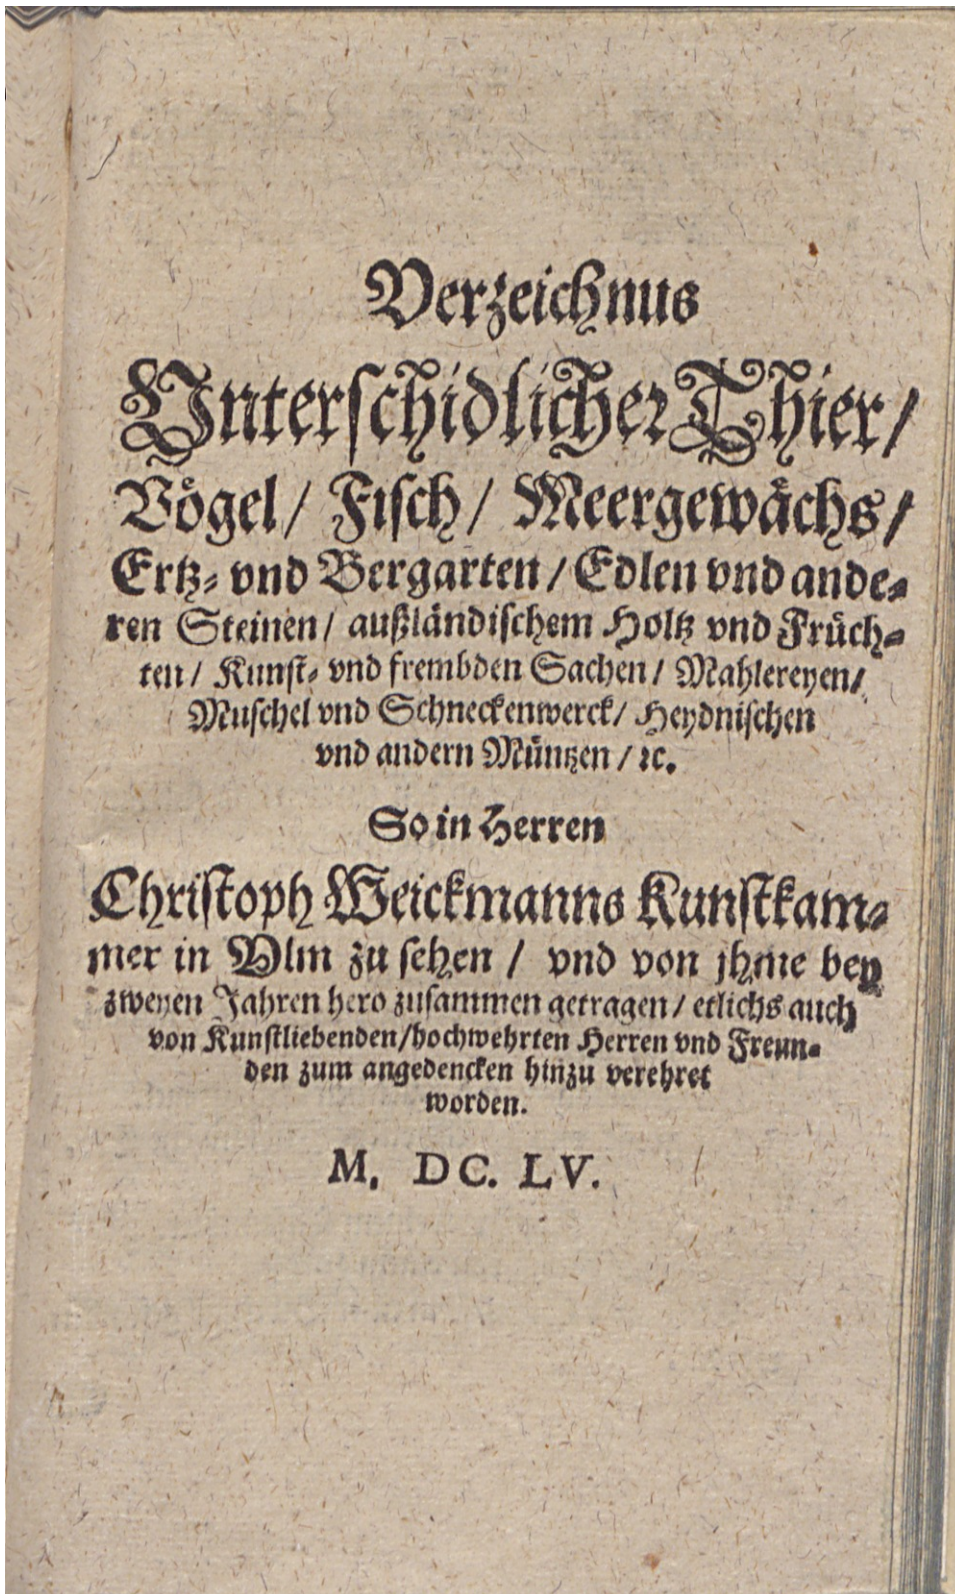 Verzeichnus
Unterschidlicher Thier/
Vögel/ Fisch/ Meergewächs/
Ertz- vnd Bergarten/ Edlen vnd ande-
ren Steinen/ außländischem Holtz vnd Früch-
ten/ Kunst- vnd frembden Sachen/ Mahlereyen/
Muschel vnd Schneckenwerck/ Heydnischen
vnd andern Müntzen/ ꝛc.
So in Herren
Christoph Weickmanns Kunstkam-
mer in Vlm zu sehen/ vnd von jhme bey
zweyen Jahren hero zusammen getragen/ etlichs auch
von Kunstliebenden/ hochwehrten Herren vnd Freun-
den zum angedencken hinzu verehret
worden.
M. DC. LV.